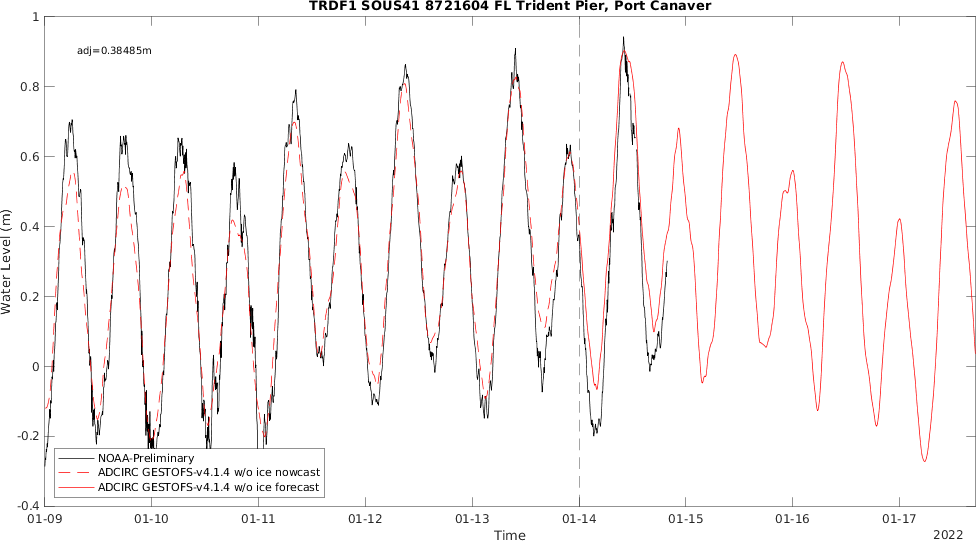 TRDF1 SOUS41 8721604 FL Trident Pier, Port Canaver
adj=0.38485m
1
0.8
0.6
0.4
0.2
0
-0.2
-0.4
Water Level (m)
NOAA-Preliminary
ADCIRC GESTOFS-v4.1.4 w/o ice nowcast
ADCIRC GESTOFS-v4.1.4 w/o ice forecast
01-09 01-10 01-11 01-12 01-13 01-14 01-15 01-16 01-17
Time
2022